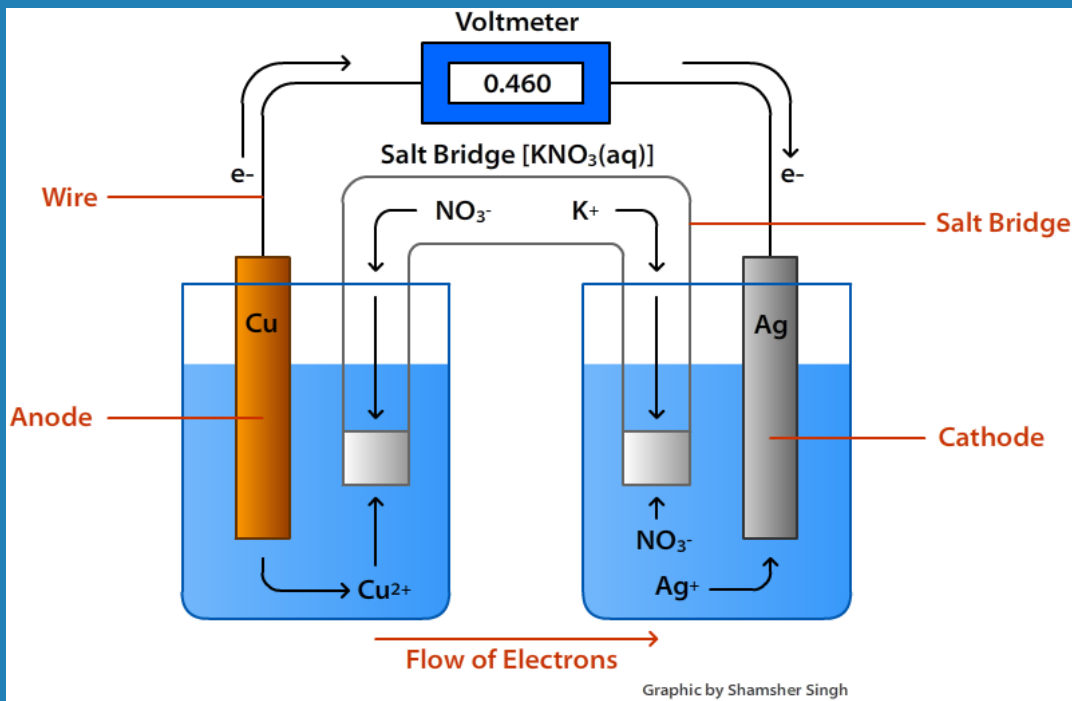 Voltmeter
0.460
Salt Bridge [KNO₃(aq)]
e-
e-
Wire
NO₃-
K+
Salt Bridge
Cu
Ag
Anode
Cathode
NO₃-
Cu²⁺
Ag+
Flow of Electrons
Graphic by Shamsher Singh